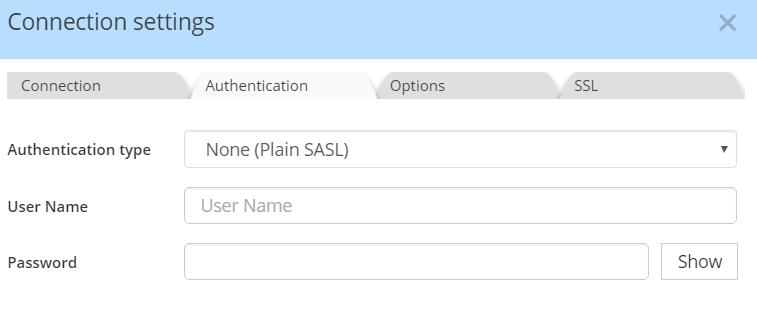 Connection settings
Connection Authentication Options SSL
Authentication type None (Plain SASL)
User Name User Name
Password Show